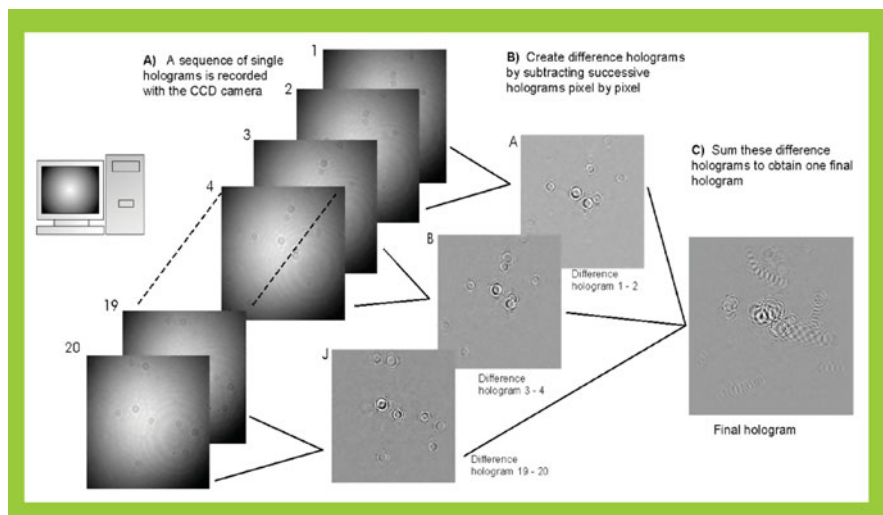 A) A sequence of single
holograms is recorded
with the CCD camera
1
2
3
4
19
20
B) Create difference holograms
by subtracting successive
holograms pixel by pixel
A
B
J
Difference
hologram 1 - 2
Difference
hologram 3 - 4
Difference
hologram 19 - 20
C) Sum these difference
holograms to obtain one final
hologram
Final hologram